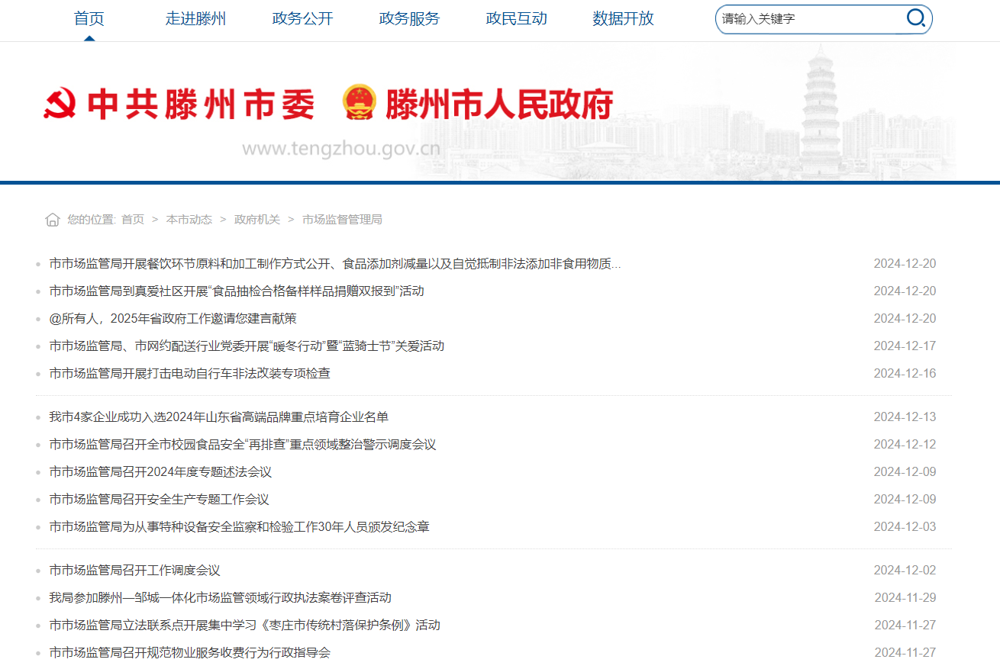 首页 走进滕州 政务公开 政务服务 政民互动 数据开放 请输入关键字
中共滕州市委 滕州市人民政府
www.tengzhou.gov.cn
您的位置: 首页 > 本市动态 > 政府机关 > 市场监督管理局
市市场监管局开展餐饮环节原料和加工制作方式公开、食品添加剂减量以及自觉抵制非法添加非食用物质... 2024-12-20
市市场监管局到真爱社区开展“食品抽检合格备样样品捐赠双报到”活动 2024-12-20
@所有人，2025年省政府工作邀请您建言献策 2024-12-20
市市场监管局、市网约配送行业党委开展“暖冬行动”暨“蓝骑士节”关爱活动 2024-12-17
市市场监管局开展打击电动自行车非法改装专项检查 2024-12-16
我市4家企业成功入选2024年山东省高端品牌重点培育企业名单 2024-12-13
市市场监管局召开全市校园食品安全“再排查”重点领域整治警示调度会议 2024-12-12
市市场监管局召开2024年度专题述法会议 2024-12-09
市市场监管局召开安全生产专题工作会议 2024-12-09
市市场监管局为从事特种设备安全监察和检验工作30年人员颁发纪念章 2024-12-03
市市场监管局召开工作调度会议 2024-12-02
我局参加滕州—邹城一体化市场监管领域行政执法案卷评查活动 2024-11-29
市市场监管局立法联系点开展集中学习《枣庄市传统村落保护条例》活动 2024-11-27
市市场监管局召开规范物业服务收费行为行政指导会 2024-11-27